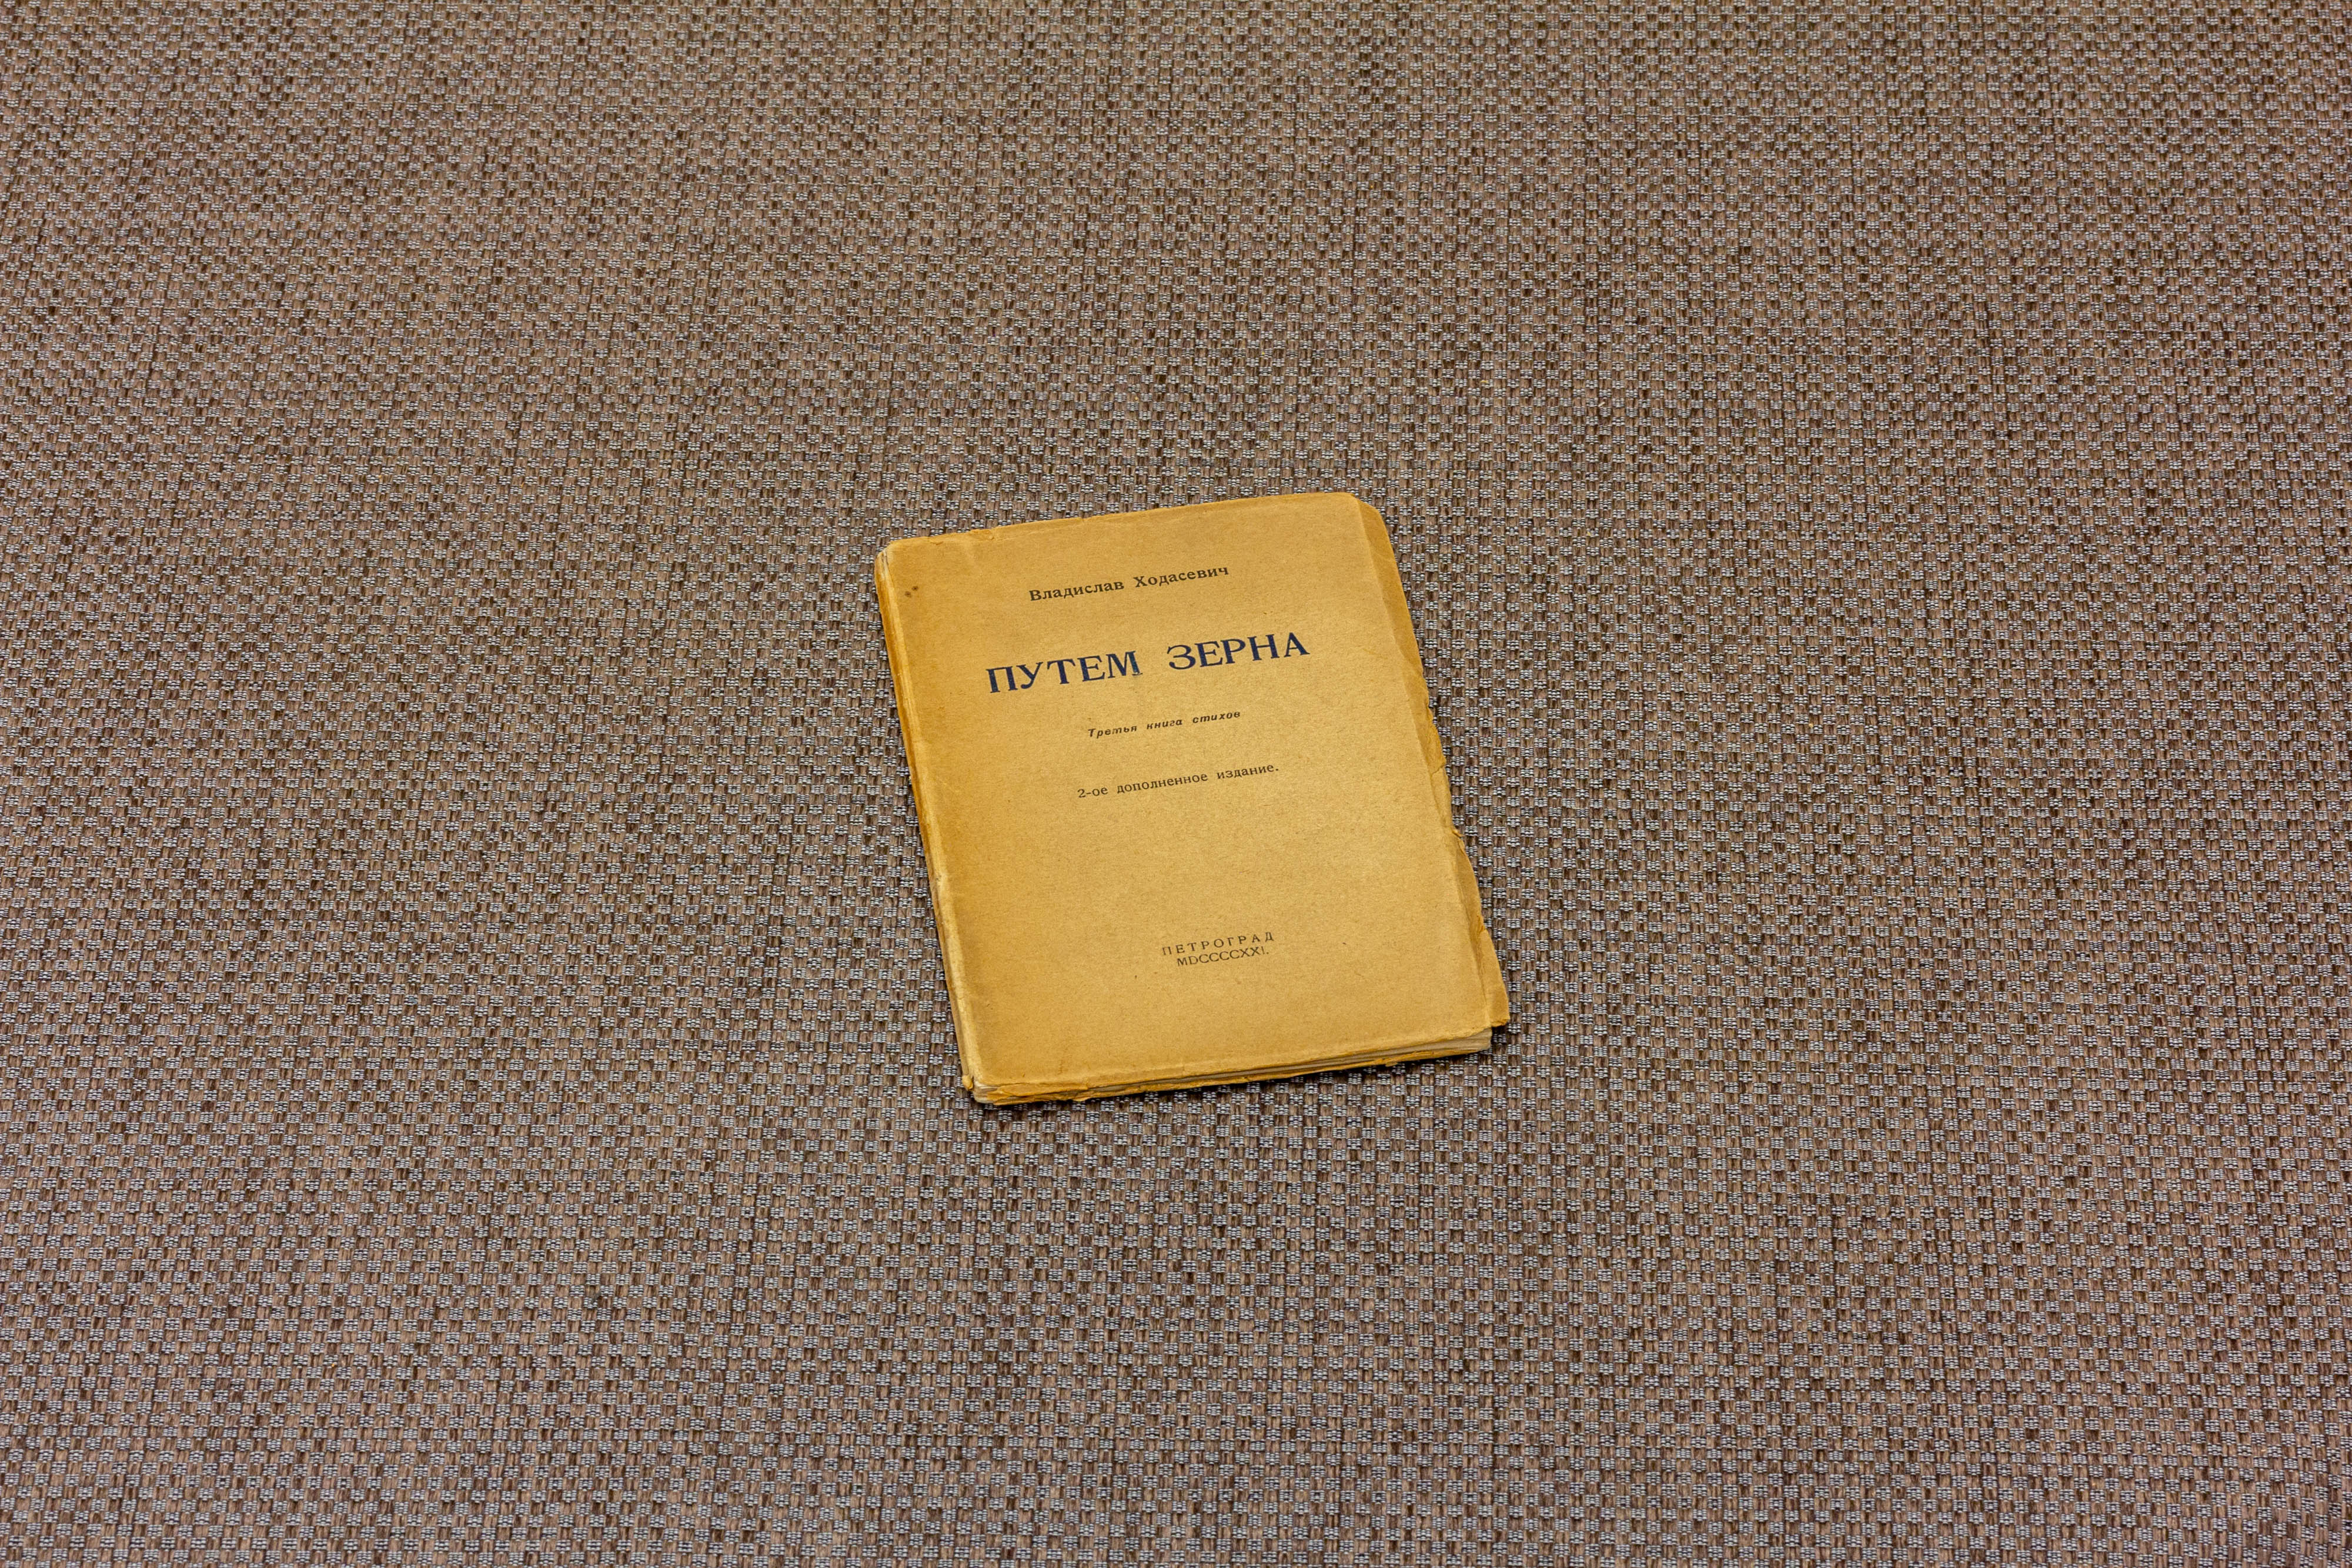 Владислав Ходасевич
ПУТЕМ ЗЕРНА
Третья книга стихов
2-ое дополненное издание.
ПЕТРОГРАД
MDCCCCXXI.